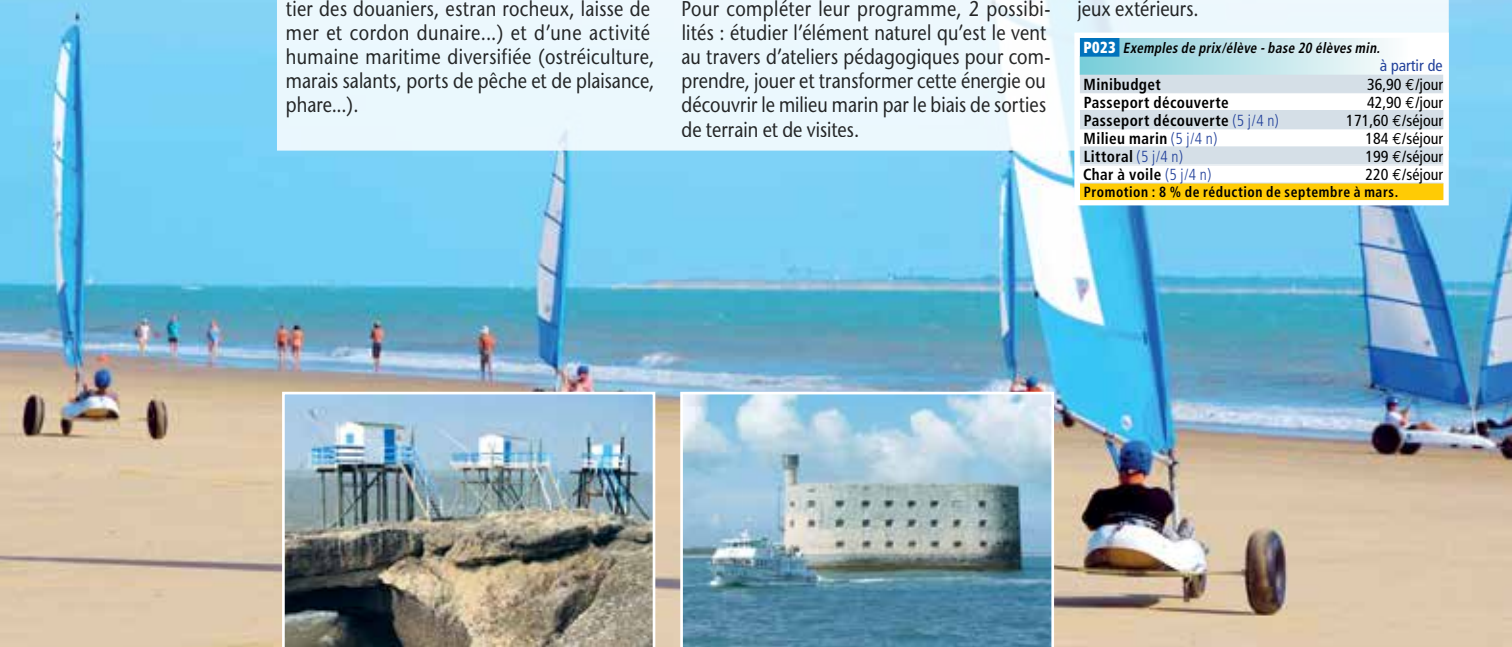 tier des douaniers, estran rocheux, laisse de
mer et cordon dunaire...) et d'une activité
humaine maritime diversifiée (ostréiculture,
marais salants, ports de pêche et de plaisance,
phare...).
Pour compléter leur programme, 2 possibi-
lités : étudier l'élément naturel qu'est le vent
au travers d'ateliers pédagogiques pour com-
prendre, jouer et transformer cette énergie ou
découvrir le milieu marin par le biais de sorties
de terrain et de visites.
jeux extérieurs.
P023 Exemples de prix/élève - base 20 élèves min.
à partir de
Minibudget 36,90 €/jour
Passeport découverte 42,90 €/jour
Passeport découverte (5 j/4 n) 171,60 €/séjour
Milieu marin (5 j/4 n) 184 €/séjour
Littoral (5 j/4 n) 199 €/séjour
Char à voile (5 j/4 n) 220 €/séjour
Promotion : 8 % de réduction de septembre à mars.